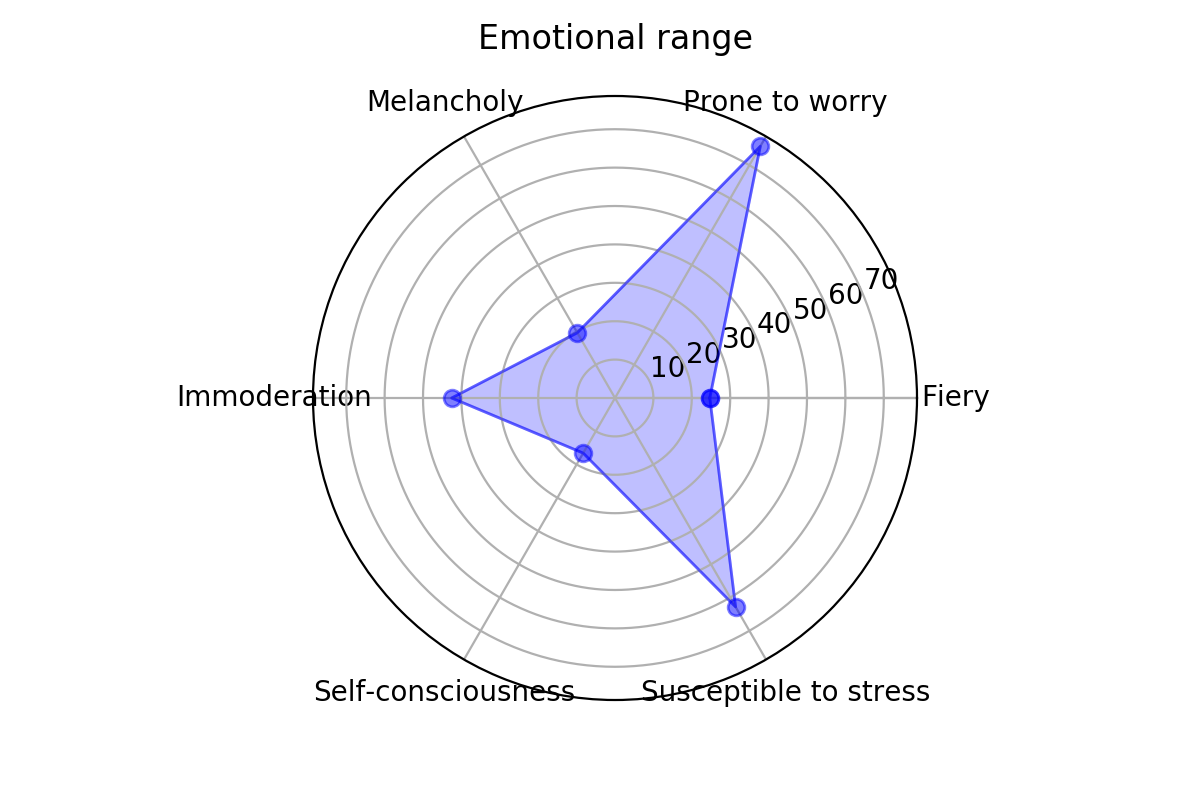 Emotional range
Melancholy
Prone to worry
70
60
50
40
30
20
10
Immoderation
Fiery
Self-consciousness
Susceptible to stress